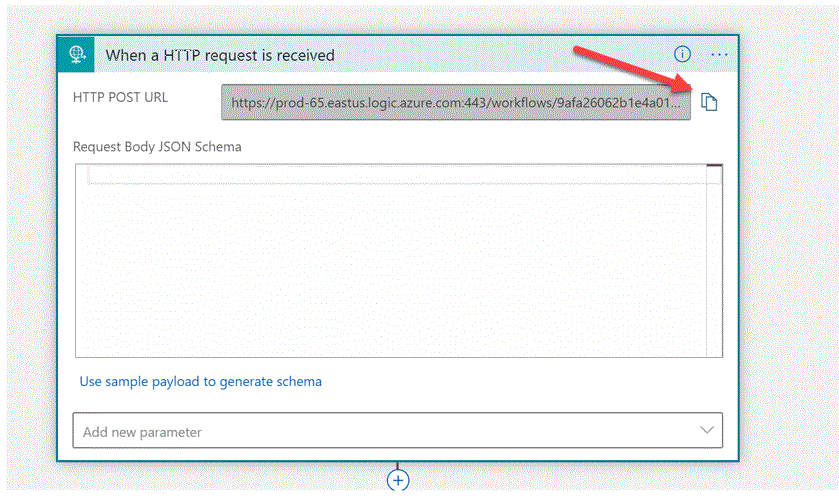 When a HTTP request is received
HTTP POST URL
https://prod-65.eastus.logic.azure.com:443/workflows/9afa26062b1e4a01...
Request Body JSON Schema
Use sample payload to generate schema
Add new parameter